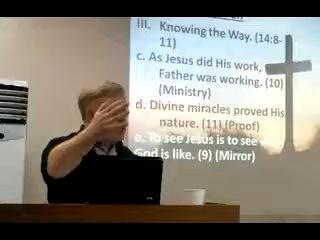 III. Knowing the Way. (14:8-
11)
c. As Jesus did His work,
Father was working. (10)
(Ministry)
d. Divine miracles proved His
nature. (11) (Proof)
e. To see Jesus is to see
God is like. (9) (Mirror)